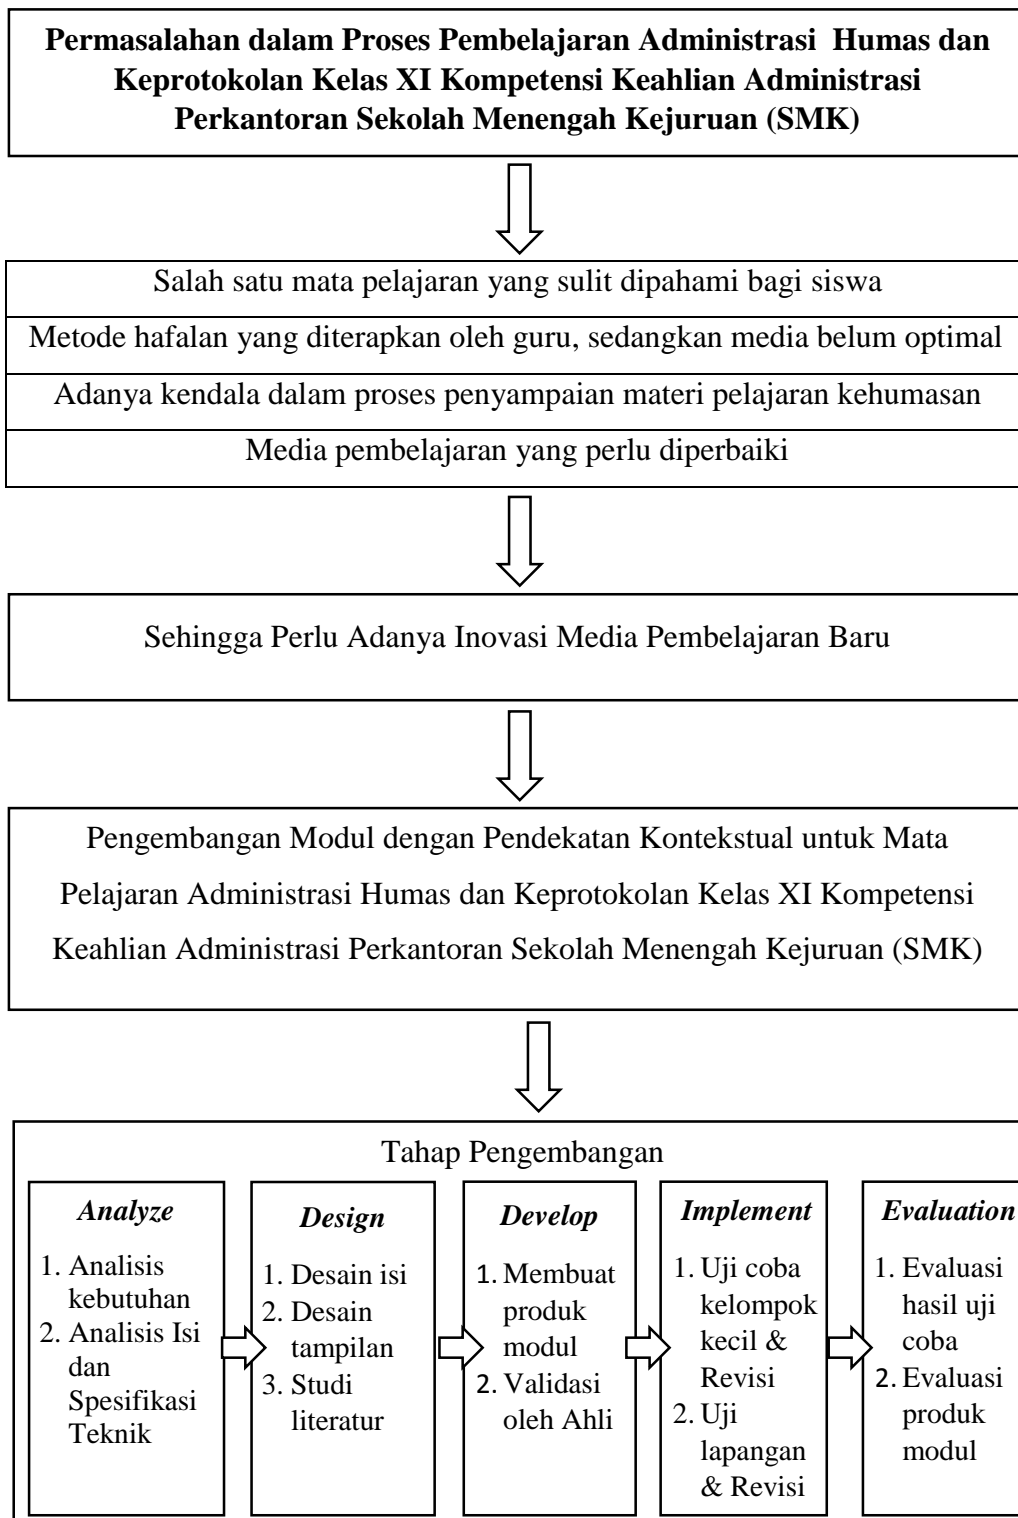 Permasalahan dalam Proses Pembelajaran Administrasi Humas dan
Keprotokolan Kelas XI Kompetensi Keahlian Administrasi
Perkantoran Sekolah Menengah Kejuruan (SMK)
Salah satu mata pelajaran yang sulit dipahami bagi siswa
Metode hafalan yang diterapkan oleh guru, sedangkan media belum optimal
Adanya kendala dalam proses penyampaian materi pelajaran kehumasan
Media pembelajaran yang perlu diperbaiki
Sehingga Perlu Adanya Inovasi Media Pembelajaran Baru
Pengembangan Modul dengan Pendekatan Kontekstual untuk Mata
Pelajaran Administrasi Humas dan Keprotokolan Kelas XI Kompetensi
Keahlian Administrasi Perkantoran Sekolah Menengah Kejuruan (SMK)
Tahap Pengembangan
Analyze
1. Analisis
kebutuhan
2. Analisis Isi
dan
Spesifikasi
Teknik
Design
1. Desain isi
2. Desain
tampilan
3. Studi
literatur
Develop
1. Membuat
produk
modul
2. Validasi
oleh Ahli
Implement
1. Uji coba
kelompok
kecil &
Revisi
2. Uji
lapangan
& Revisi
Evaluation
1. Evaluasi
hasil uji
coba
2. Evaluasi
produk
modul